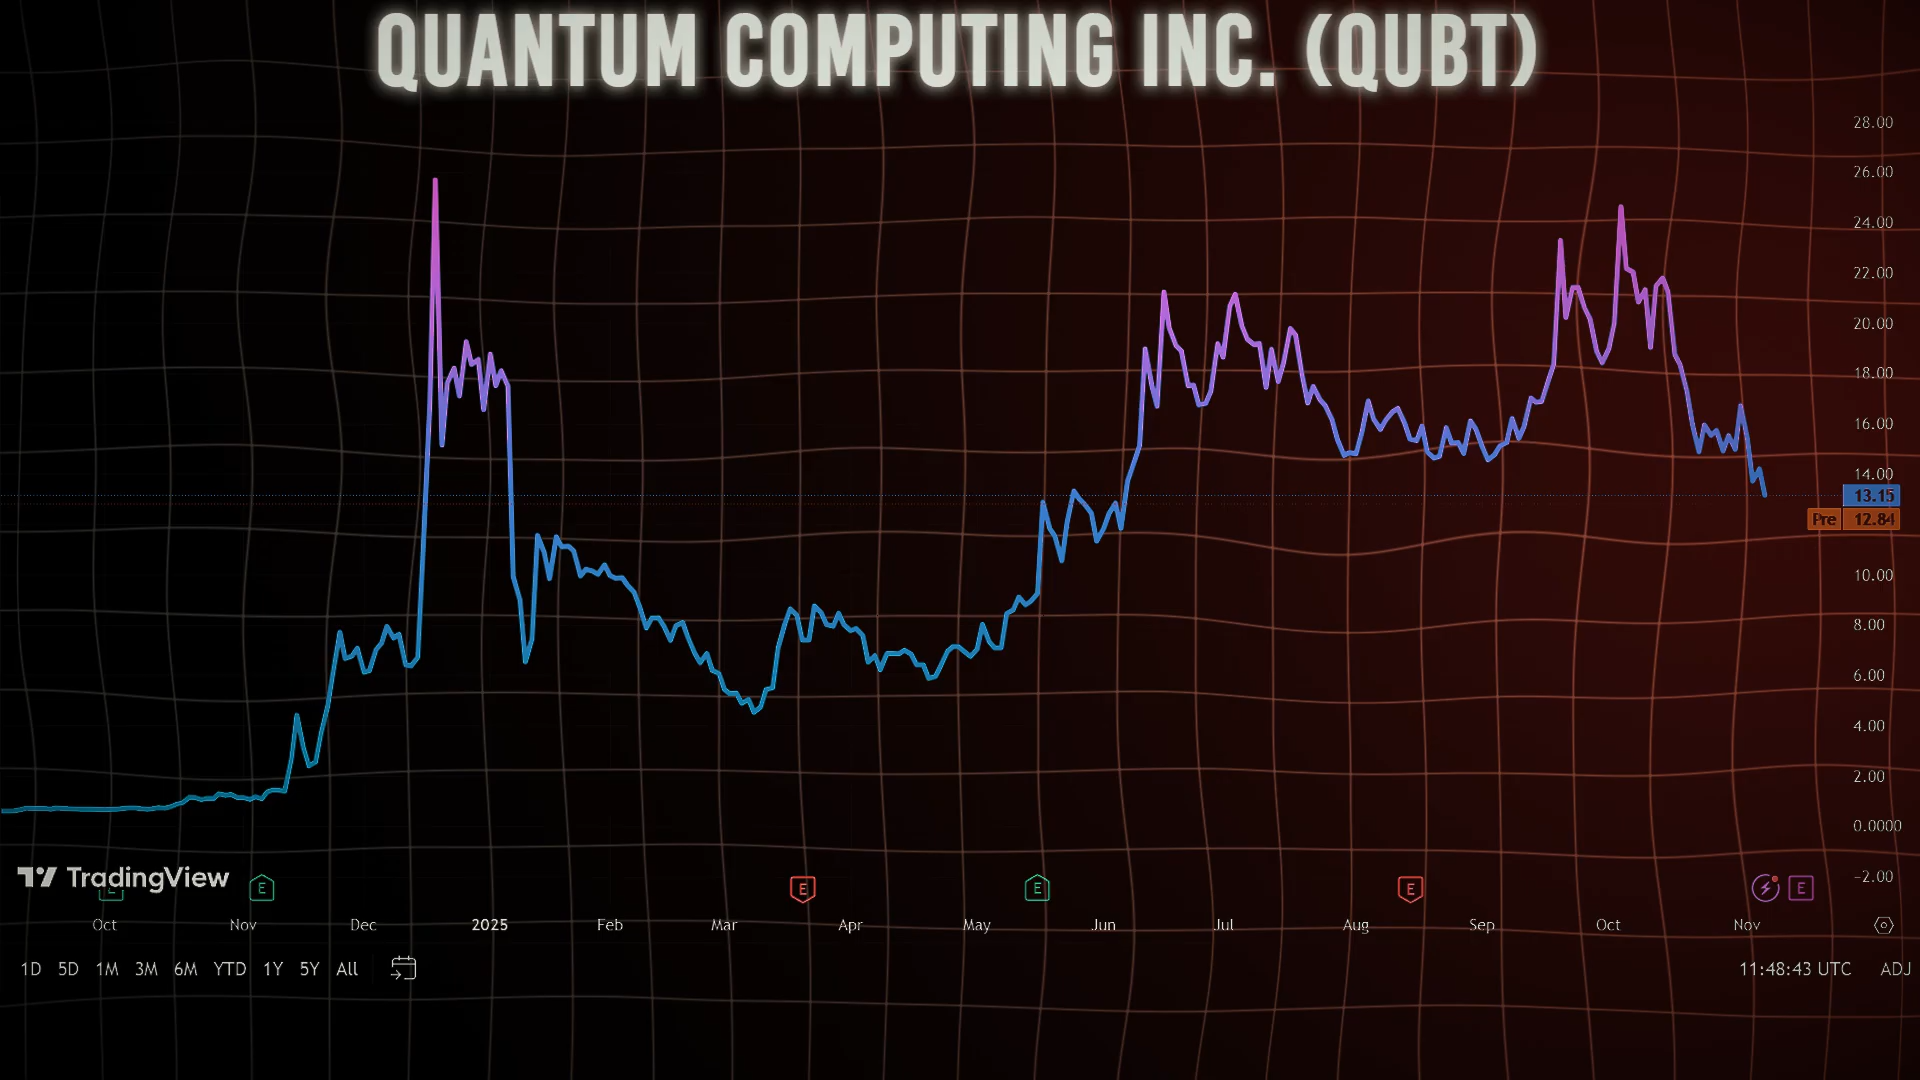 QUANTUM COMPUTING INC. (QUBT)
28.00
26.00
24.00
22.00
20.00
18.00
16.00
14.00
13.15
Pre 12.84
10.00
8.00
6.00
4.00
2.00
0.0000
-2.00
TradingView
E E E E E E
Oct Nov Dec 2025 Feb Mar Apr May Jun Jul Aug Sep Oct Nov
1D 5D 1M 3M 6M YTD 1Y 5Y All 11:48:43 UTC ADJ